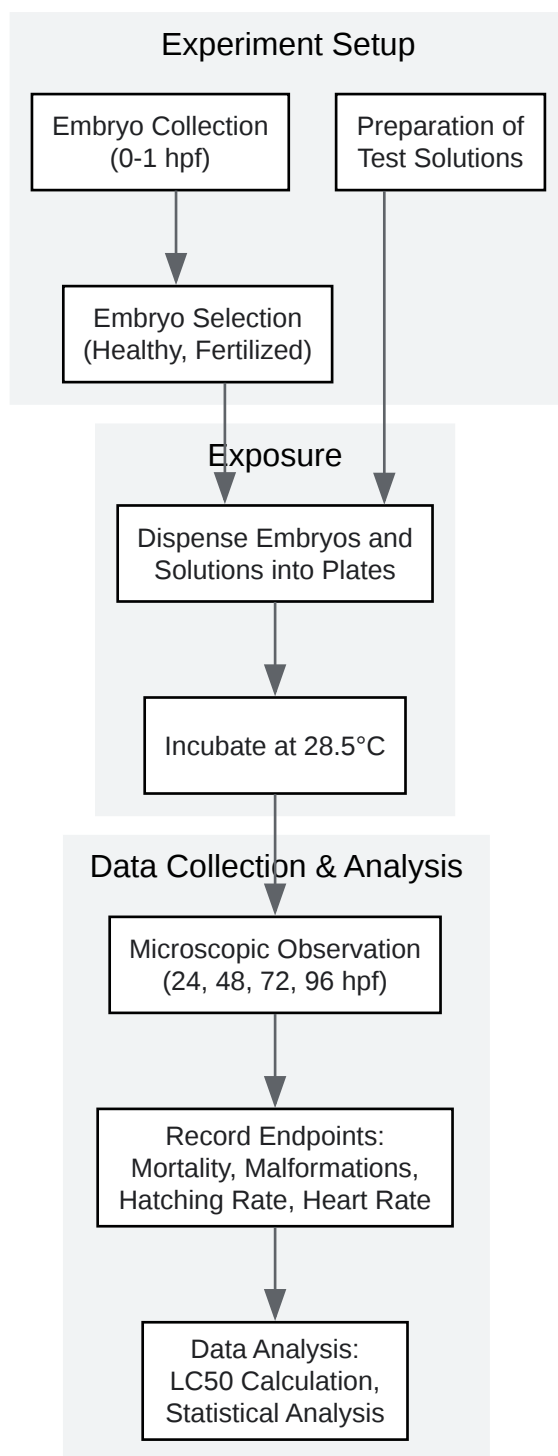 Experiment Setup
Embryo Collection
(0-1 hpf)
Preparation of
Test Solutions
Embryo Selection
(Healthy, Fertilized)
Exposure
Dispense Embryos and
Solutions into Plates
Incubate at 28.5°C
Data Collection & Analysis
Microscopic Observation
(24, 48, 72, 96 hpf)
Record Endpoints:
Mortality, Malformations,
Hatching Rate, Heart Rate
Data Analysis:
LC50 Calculation,
Statistical Analysis